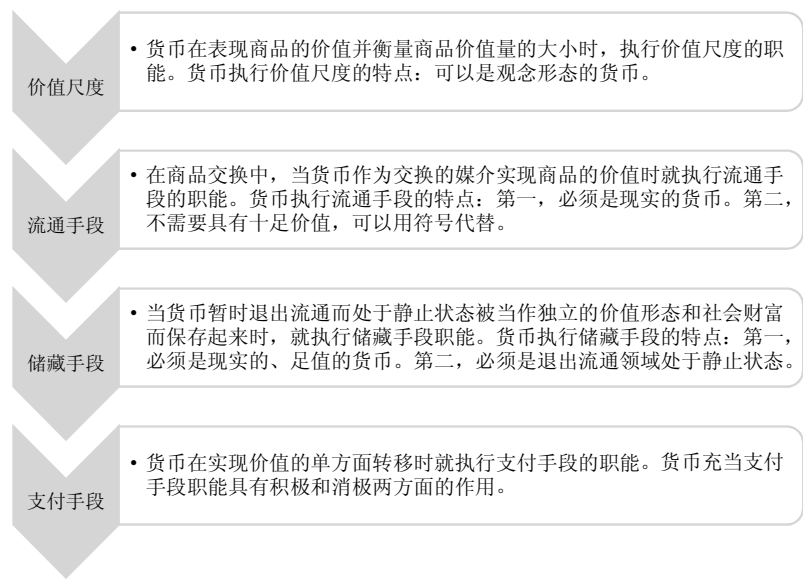 价值尺度
• 货币在表现商品的价值并衡量商品价值量的大小时，执行价值尺度的职
能。货币执行价值尺度的特点：可以是观念形态的货币。
流通手段
• 在商品交换中，当货币作为交换的媒介实现商品的价值时就执行流通手
段的职能。货币执行流通手段的特点：第一，必须是现实的货币。第二，
不需要具有十足价值，可以用符号代替。
储藏手段
• 当货币暂时退出流通而处于静止状态被当作独立的价值形态和社会财富
而保存起来时，就执行储藏手段职能。货币执行储藏手段的特点：第一，
必须是现实的、足值的货币。第二，必须是退出流通领域处于静止状态。
支付手段
• 货币在实现价值的单方面转移时就执行支付手段的职能。货币充当支付
手段职能具有积极和消极两方面的作用。